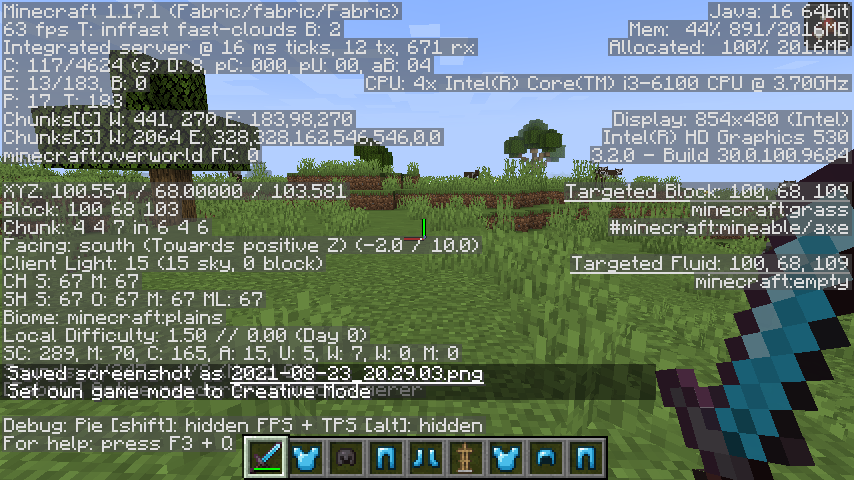 Minecraft 1.17.1 (Fabric/fabric/Fabric)
63 fps T: inffast fast-clouds B: 2
Integrated server @ 16 ms ticks, 12 tx, 671 rx
C: 117/4624 (s) D: 8, pC: 000, pU: 00, aB: 04
E: 13/183, B: 0
P: 17. T: 183
Chunks[C] W: 441, 270 E: 183,98,270
Chunks[S] W: 2064 E: 328,328,162,546,546,0,0
minecraft:overworld FC: 0
XYZ: 100.554 / 68.00000 / 103.581
Block: 100 68 103
Chunk: 4 4 7 in 6 4 6
Facing: south (Towards positive Z) (-2.0 / 10.0)
Client Light: 15 (15 sky, 0 block)
CH S: 67 M: 67
SH S: 67 O: 67 M: 67 ML: 67
Biome: minecraft:plains
Local Difficulty: 1.50 // 0.00 (Day 0)
SC: 289, M: 70, C: 165, A: 15, U: 5, W: 7, W: 0, M: 0
Saved screenshot as 2021-08-23_20.29.03.png
Set own game mode to Creative Mode
Debug: Pie [shift]: hidden FPS + TPS [alt]: hidden
For help: press F3 + Q
Java: 16 64bit
Mem: 44% 891/2016MB
Allocated: 100% 2016MB
CPU: 4x Intel(R) Core(TM) i3-6100 CPU @ 3.70GHz
Display: 854x480 (Intel)
Intel(R) HD Graphics 530
3.2.0 - Build 30.0.100.9684
Targeted Block: 100, 68, 109
minecraft:grass
#minecraft:mineable/axe
Targeted Fluid: 100, 68, 109
minecraft:empty